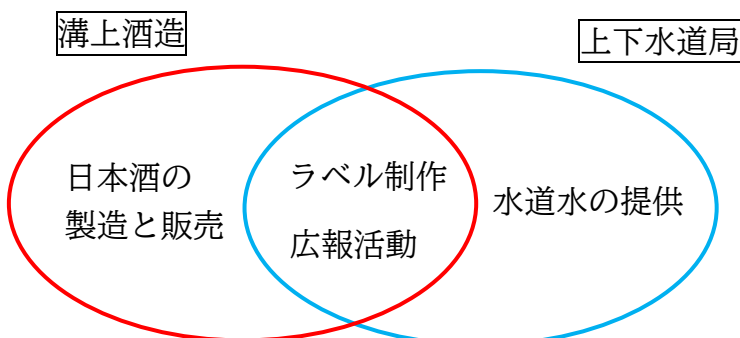 溝上酒造
上下水道局
日本酒の
製造と販売
ラベル制作
広報活動
水道水の提供